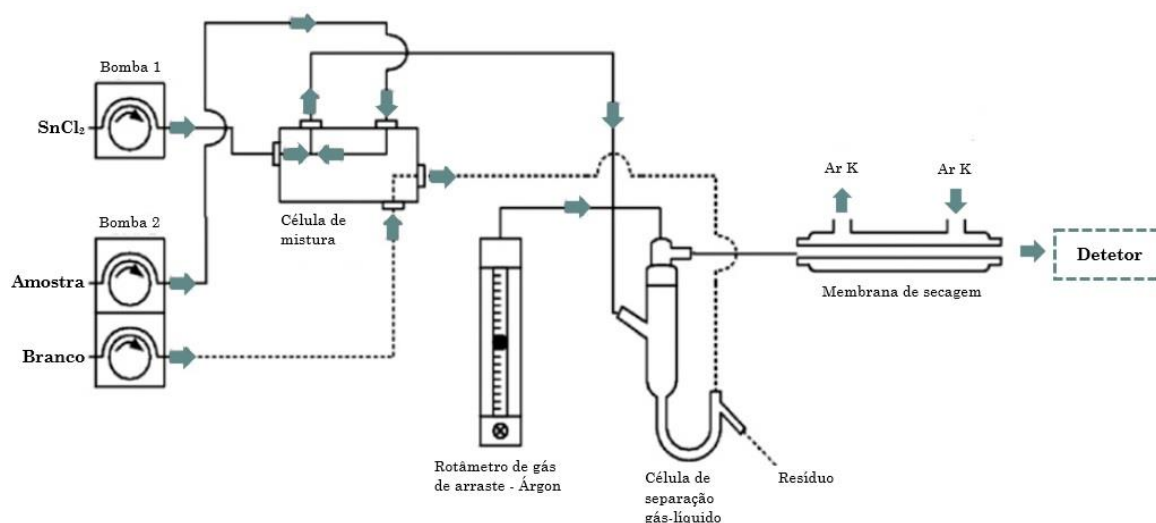 Bomba 1
SnCl₂
Ar K
Ar K
Célula de
mistura
Bomba 2
Amostra
Branco
Membrana de secagem
Detetor
Rotâmetro de gás
de arraste - Árgon
Célula de
separação
gás-líquido
Resíduo